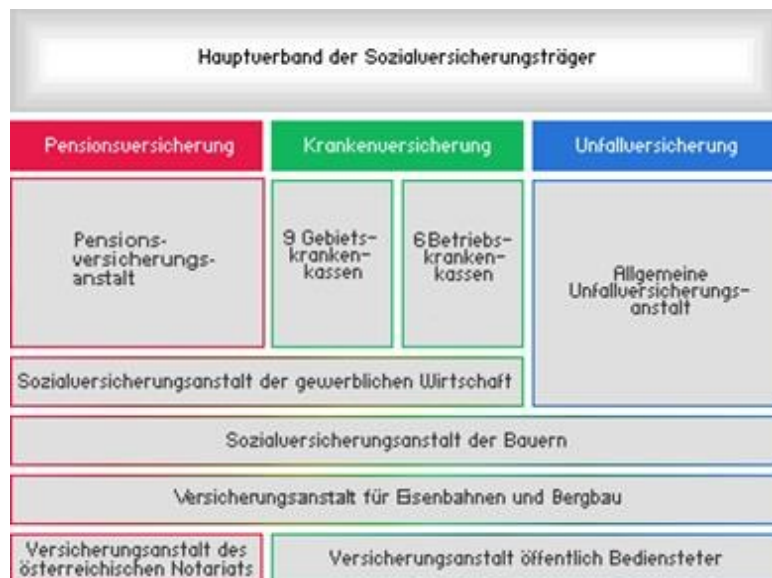 Hauptverband der Sozialversicherungsträger
Pensionsversicherung
Krankenversicherung
Unfallversicherung
Pensions-
versicherungs-
anstalt
9 Gebiets-
kranken-
kassen
6 Betriebs-
kranken-
kassen
Allgemeine
Unfallversicherungs-
anstalt
Sozialversicherungsanstalt der gewerblichen Wirtschaft
Sozialversicherungsanstalt der Bauern
Versicherungsanstalt für Eisenbahnen und Bergbau
Versicherungsanstalt des
österreichischen Notariats
Versicherungsanstalt öffentlich Bediensteter